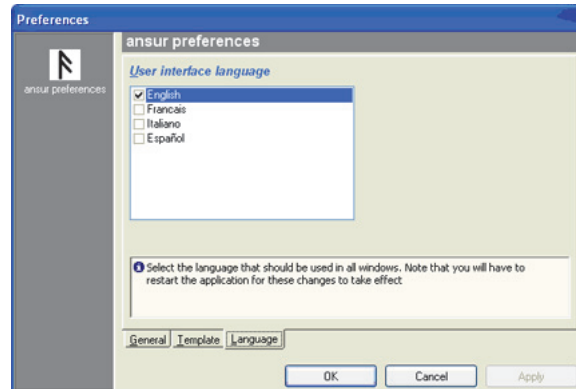 Preferences
ansur preferences
ansur preferences
User interface language
English
Francais
Italiano
Español
Select the language that should be used in all windows. Note that you will have to
restart the application for these changes to take effect
General Template Language
OK Cancel Apply